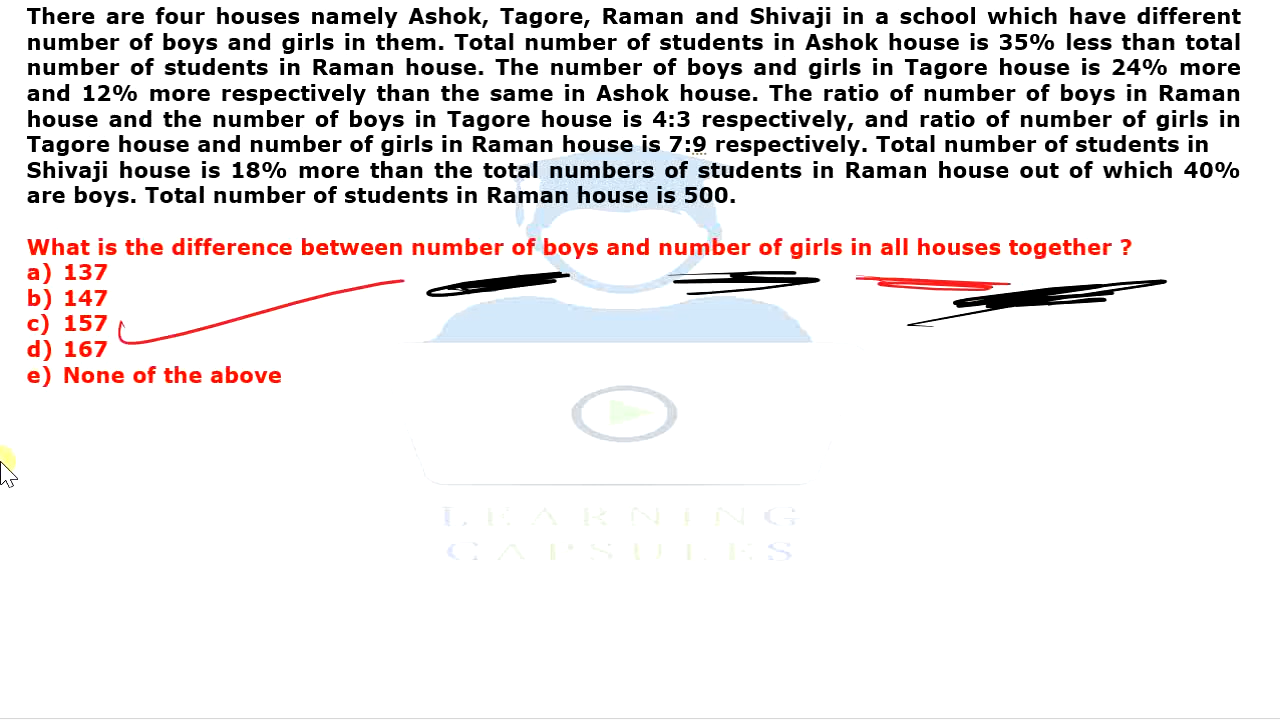 There are four houses namely Ashok, Tagore, Raman and Shivaji in a school which have different
number of boys and girls in them. Total number of students in Ashok house is 35% less than total
number of students in Raman house. The number of boys and girls in Tagore house is 24% more
and 12% more respectively than the same in Ashok house. The ratio of number of boys in Raman
house and the number of boys in Tagore house is 4:3 respectively, and ratio of number of girls in
Tagore house and number of girls in Raman house is 7:9 respectively. Total number of students in
Shivaji house is 18% more than the total numbers of students in Raman house out of which 40%
are boys. Total number of students in Raman house is 500.
What is the difference between number of boys and number of girls in all houses together ?
a) 137
b) 147
c) 157
d) 167
e) None of the above
LEARNING
CAPSULES